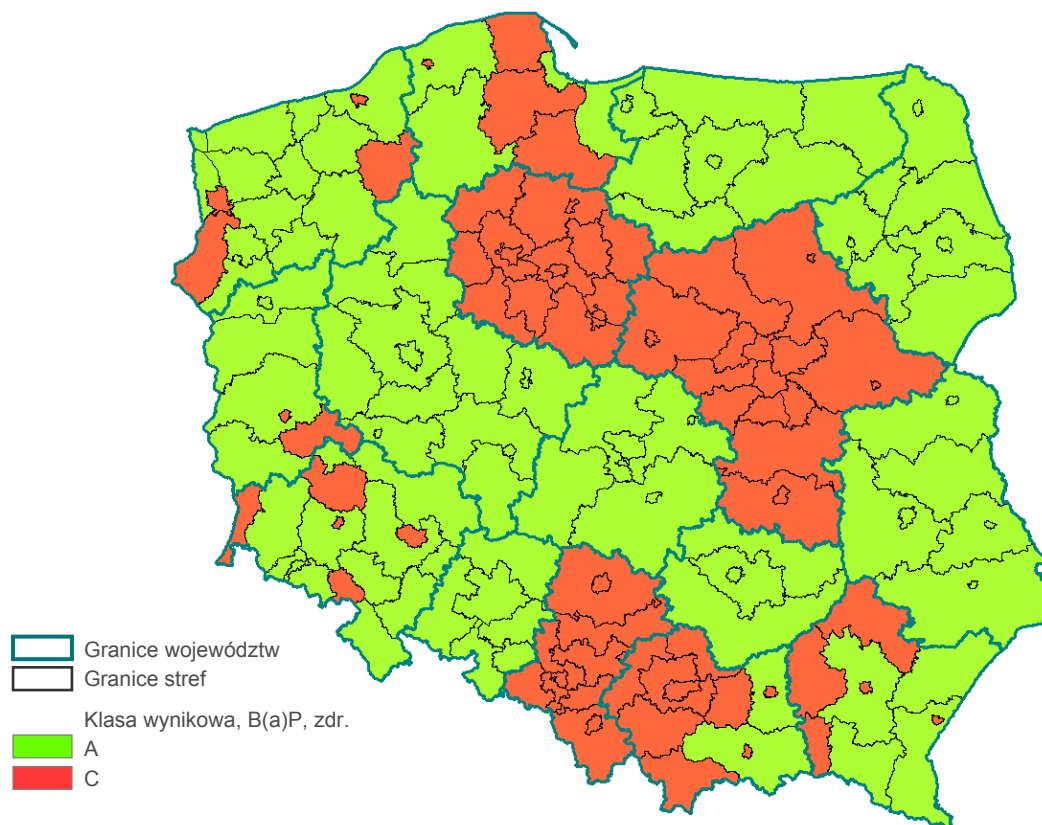 Granice województw
Granice stref
Klasa wynikowa, B(a)P, zdr.
A
C